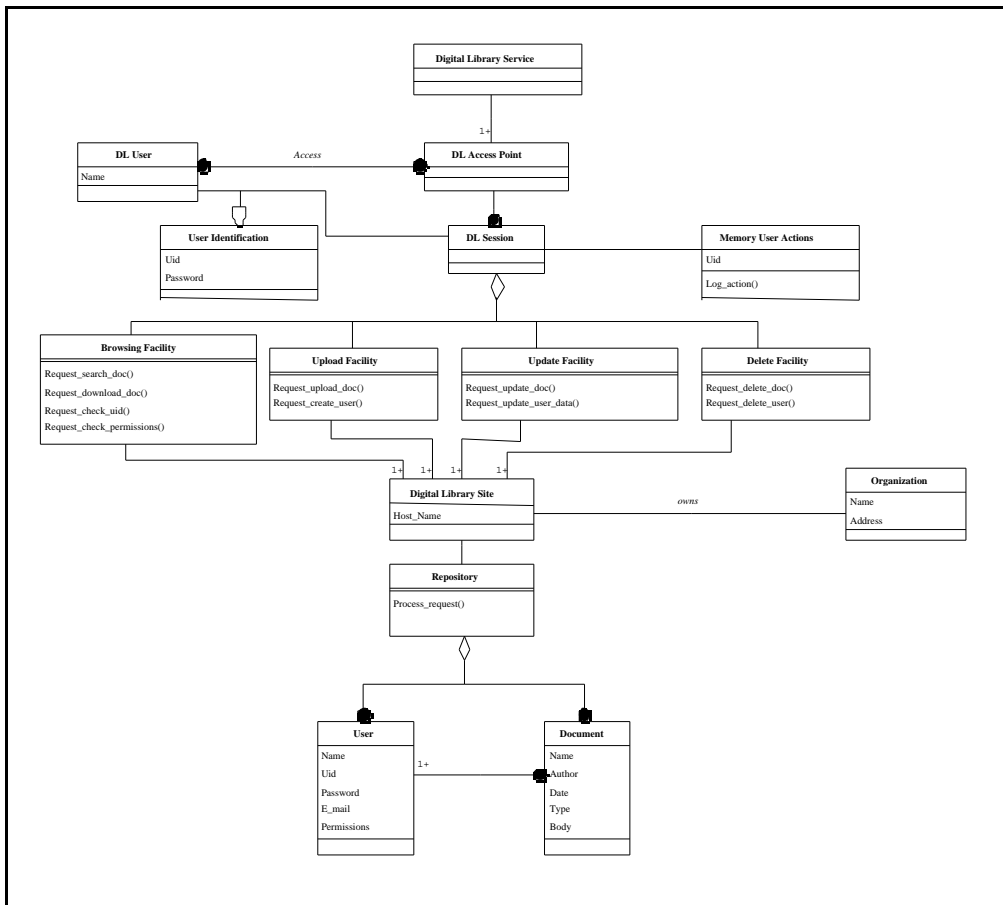 Digital Library Service
1+
DL User
Name
Access
DL Access Point
User Identification
Uid
Password
DL Session
Memory User Actions
Uid
Log_action()
Browsing Facility
Request_search_doc()
Request_download_doc()
Request_check_uid()
Request_check_permissions()
Upload Facility
Request_upload_doc()
Request_create_user()
Update Facility
Request_update_doc()
Request_update_user_data()
Delete Facility
Request_delete_doc()
Request_delete_user()
1+
1+
1+
1+
Digital Library Site
Host_Name
owns
Organization
Name
Address
Repository
Process_request()
User
Name
Uid
Password
E_mail
Permissions
1+
Document
Name
Author
Date
Type
Body